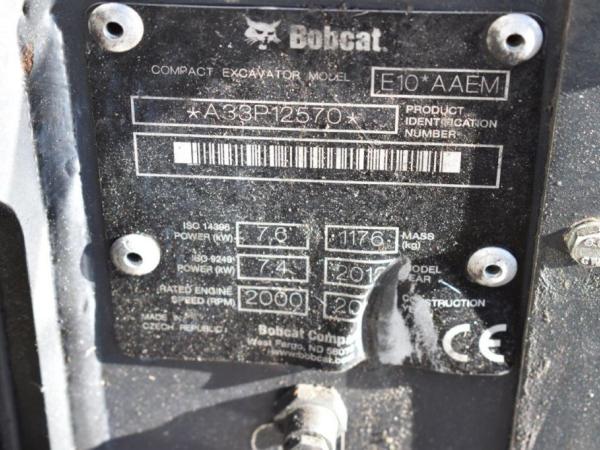 Bobcat.
COMPACT EXCAVATOR MODEL E10*AAEM
*A33P12570* PRODUCT IDENTIFICATION NUMBER
ISO 14396 POWER (kW) 7,6 1176 MASS (kg)
ISO 9249 POWER (kW) 7,4 MODEL
RATED ENGINE SPEED (RPM) 2000 CONSTRUCTION
MADE IN CZECH REPUBLIC
Bobcat
West Fargo, ND
CE